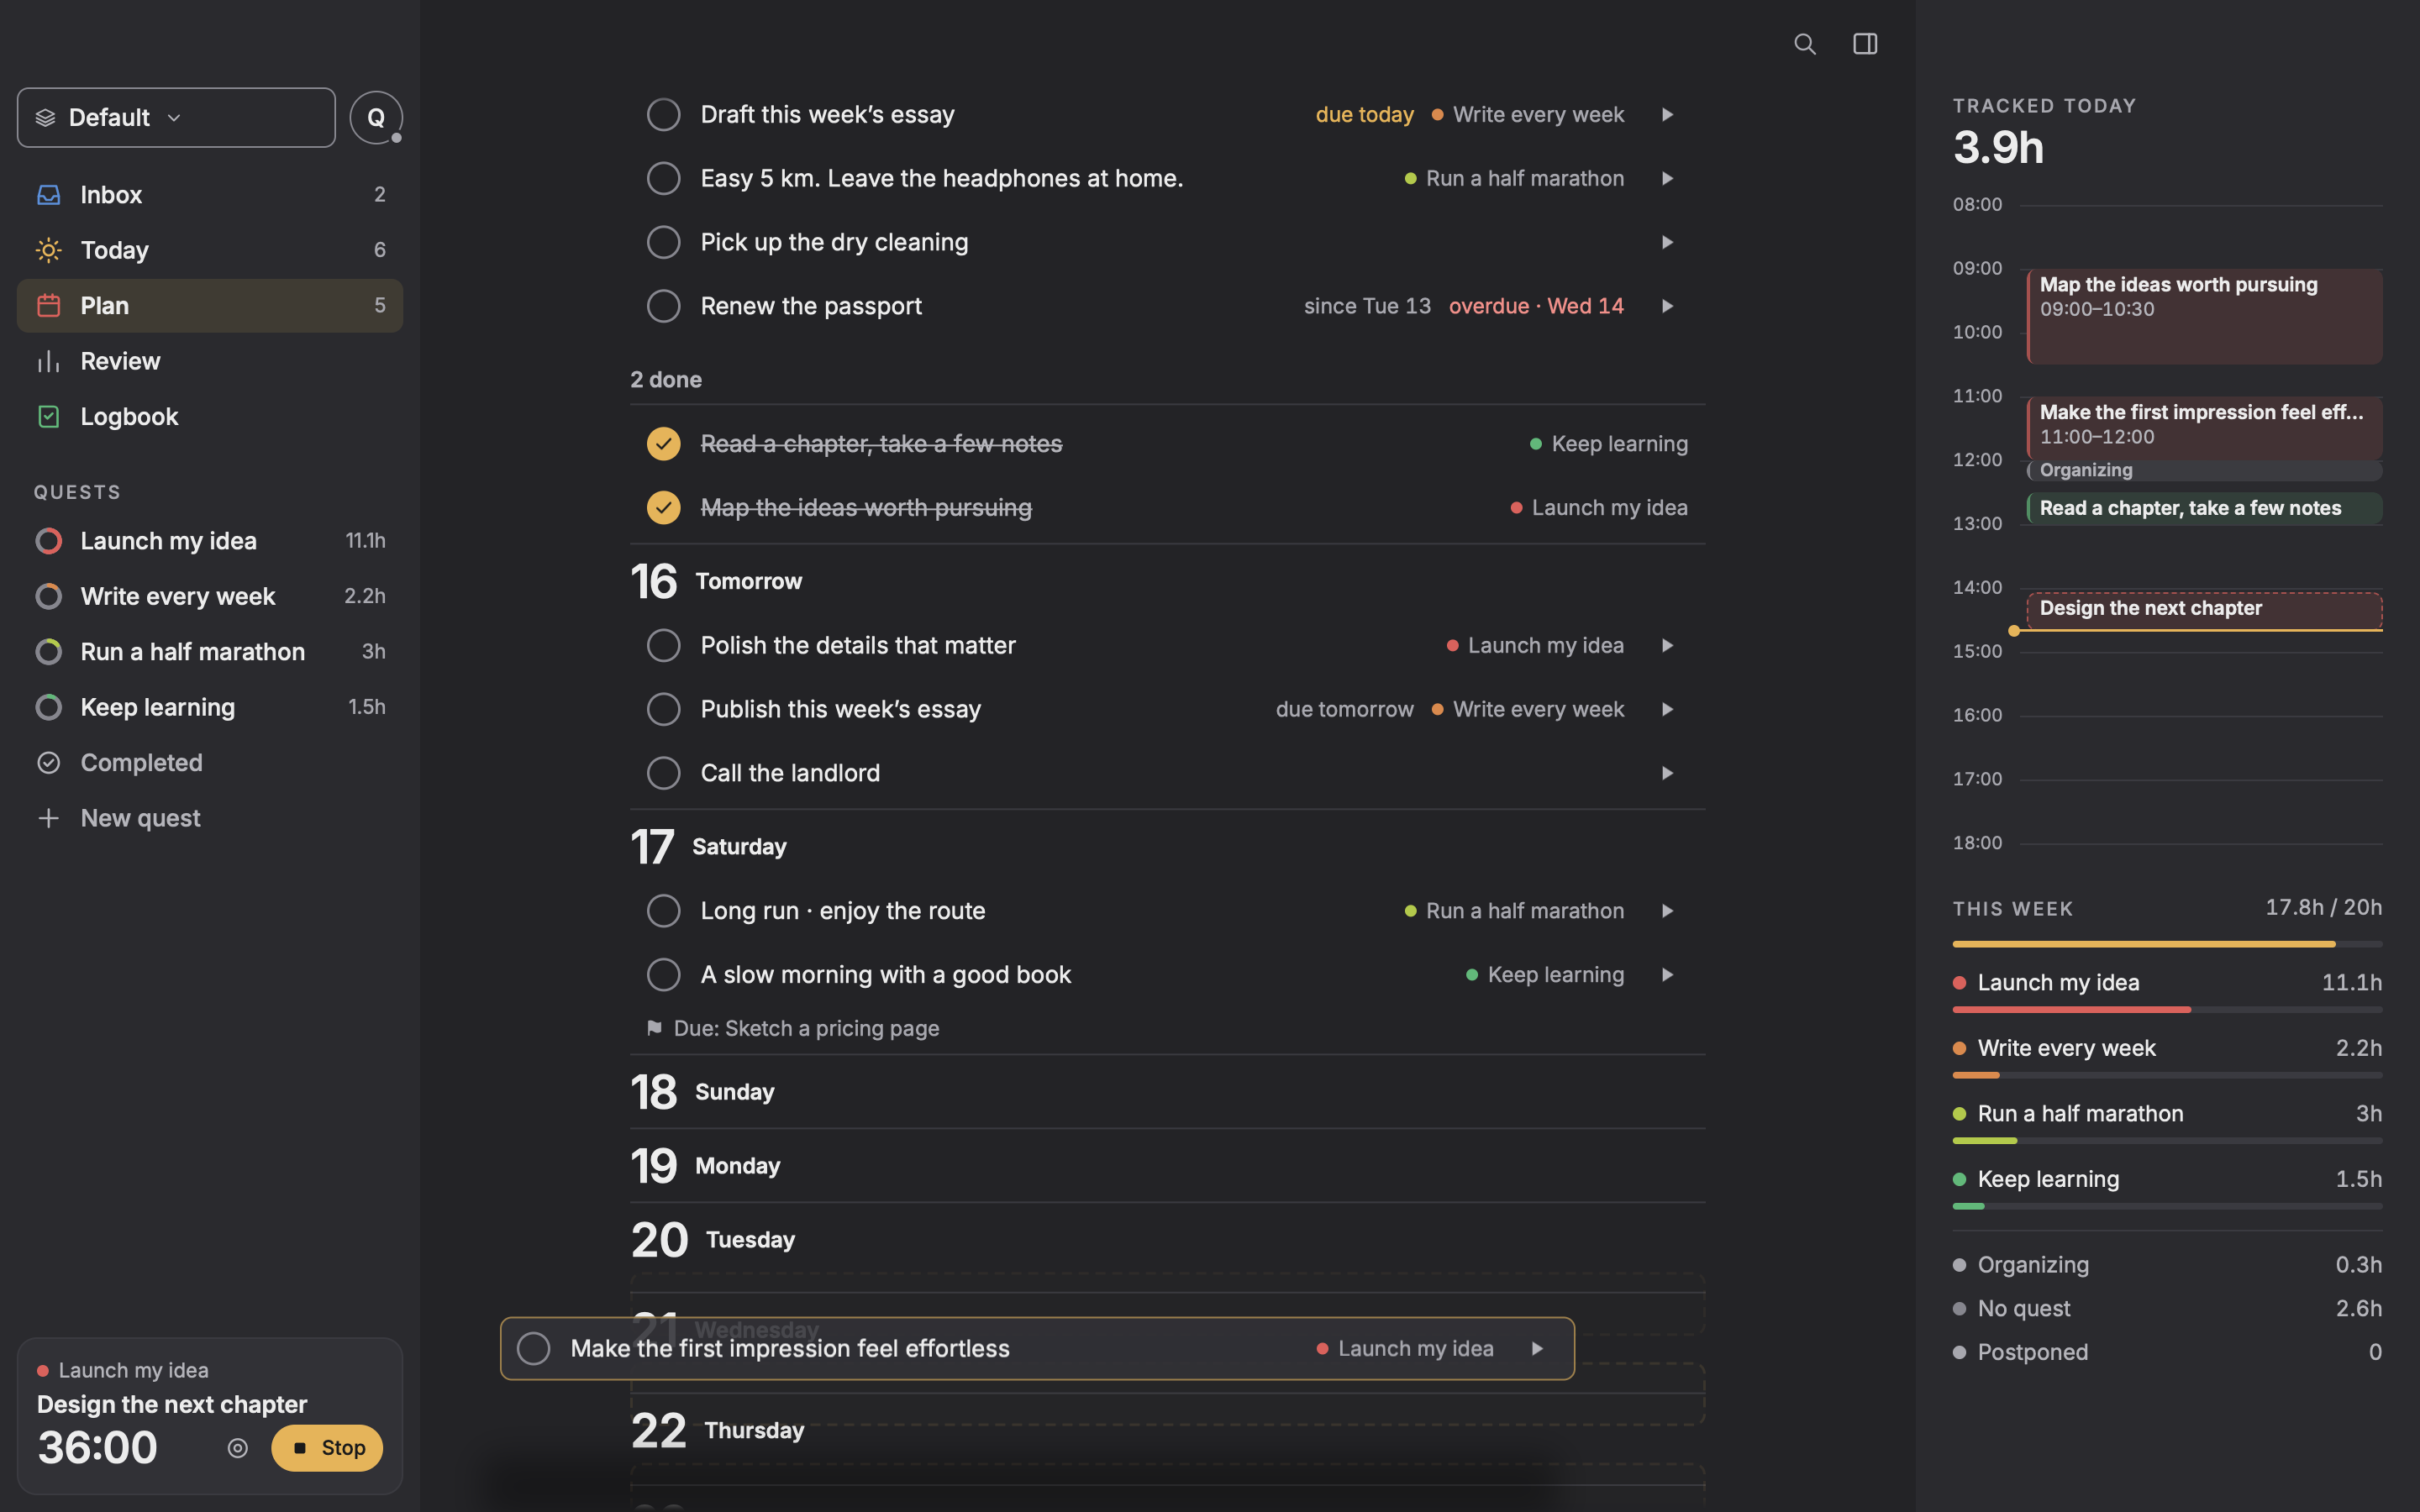 Default
Q
Inbox 2
Today 6
Plan 5
Review
Logbook
QUESTS
Launch my idea 11.1h
Write every week 2.2h
Run a half marathon 3h
Keep learning 1.5h
Completed
New quest
Launch my idea
Design the next chapter
36:00 Stop
Draft this week’s essay due today Write every week
Easy 5 km. Leave the headphones at home. Run a half marathon
Pick up the dry cleaning
Renew the passport since Tue 13 overdue · Wed 14
2 done
Read a chapter, take a few notes Keep learning
Map the ideas worth pursuing Launch my idea
16 Tomorrow
Polish the details that matter Launch my idea
Publish this week’s essay due tomorrow Write every week
Call the landlord
17 Saturday
Long run · enjoy the route Run a half marathon
A slow morning with a good book Keep learning
Due: Sketch a pricing page
18 Sunday
19 Monday
20 Tuesday
21 Wednesday
Make the first impression feel effortless Launch my idea
22 Thursday
TRACKED TODAY
3.9h
08:00
09:00
Map the ideas worth pursuing
09:00–10:30
10:00
11:00
Make the first impression feel eff...
11:00–12:00
12:00
Organizing
Read a chapter, take a few notes
13:00
14:00
Design the next chapter
15:00
16:00
17:00
18:00
THIS WEEK 17.8h / 20h
Launch my idea 11.1h
Write every week 2.2h
Run a half marathon 3h
Keep learning 1.5h
Organizing 0.3h
No quest 2.6h
Postponed 0